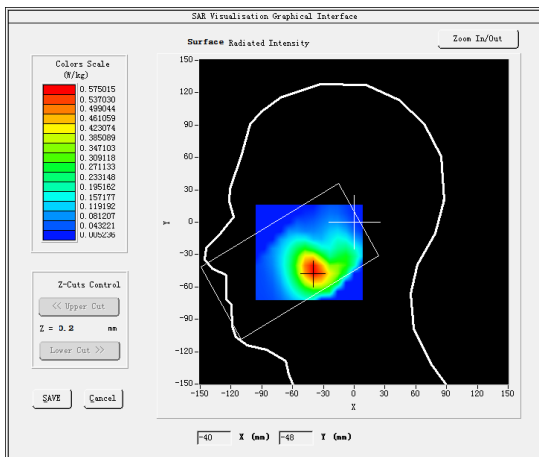 SAR Visualisation Graphical Interface
Surface Radiated Intensity
Zoom In/Out
Colors Scale
(W/kg)
0.575015
0.537030
0.499044
0.461059
0.423074
0.385089
0.347103
0.309118
0.271133
0.233148
0.195162
0.157177
0.119192
0.081207
0.043221
0.005236
150
120
90
60
30
0
-30
-60
-90
-120
-150
Y
-150 -120 -90 -60 -30 0 30 60 90 120 150
X
Z-Cuts Control
<< Upper Cut
Z = 3.2 mm
Lower Cut >>
SAVE Cancel
-40 X (mm) -48 Y (mm)